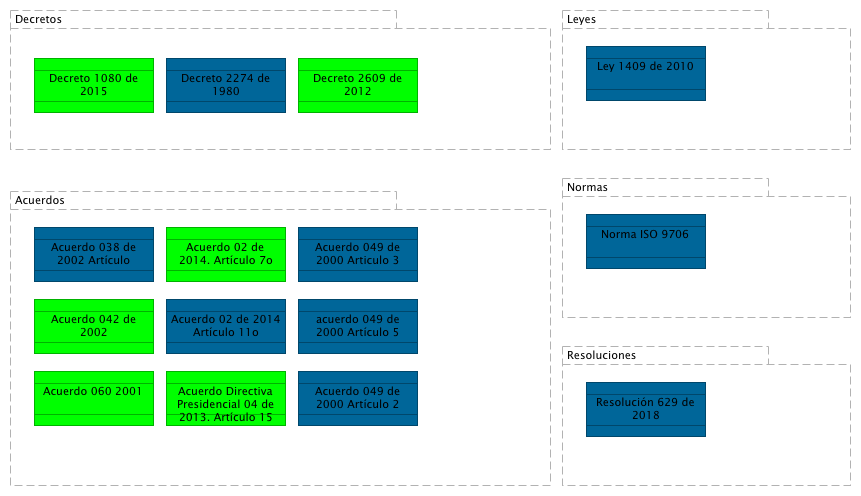 Decretos
Decreto 1080 de
2015
Decreto 2274 de
1980
Decreto 2609 de
2012
Leyes
Ley 1409 de 2010
Acuerdos
Acuerdo 038 de
2002 Artículo
Acuerdo 02 de
2014. Artículo 7o
Acuerdo 049 de
2000 Artículo 3
Acuerdo 042 de
2002
Acuerdo 02 de 2014
Artículo 11o
acuerdo 049 de
2000 Artículo 5
Acuerdo 060 2001
Acuerdo Directiva
Presidencial 04 de
2013. Artículo 15
Acuerdo 049 de
2000 Artículo 2
Normas
Norma ISO 9706
Resoluciones
Resolución 629 de
2018